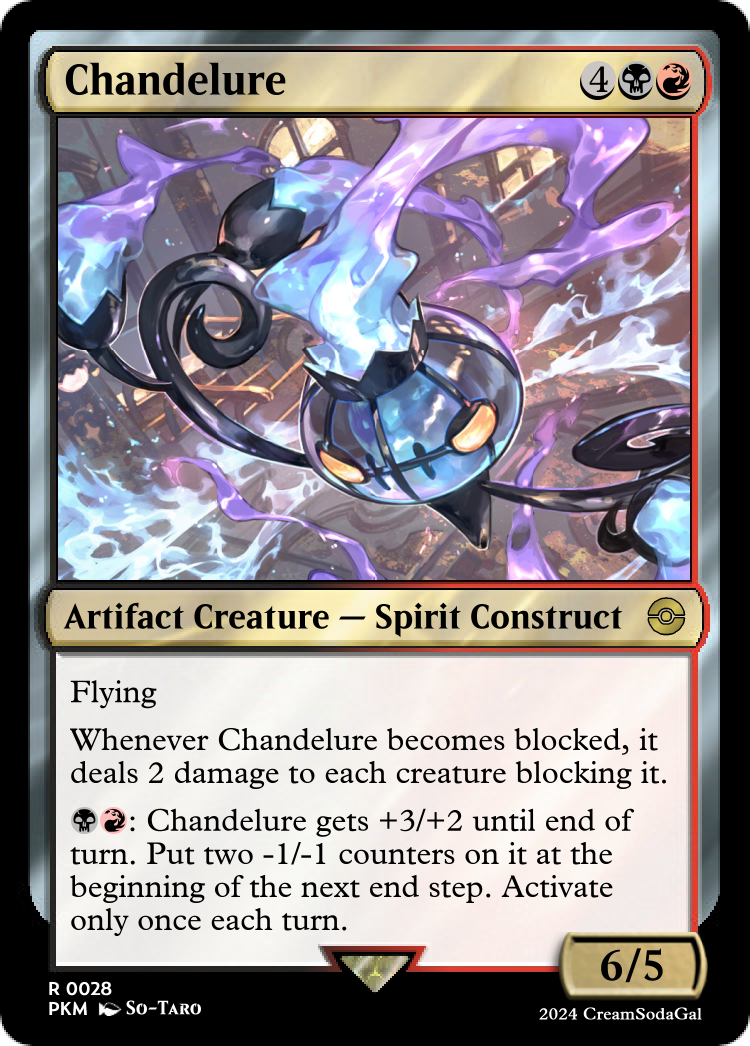 Chandelure 4
Artifact Creature — Spirit Construct
Flying
Whenever Chandelure becomes blocked, it
deals 2 damage to each creature blocking it.
: Chandelure gets +3/+2 until end of
turn. Put two -1/-1 counters on it at the
beginning of the next end step. Activate
only once each turn.
6/5
R 0028
PKM So-Taro
2024 CreamSodaGal